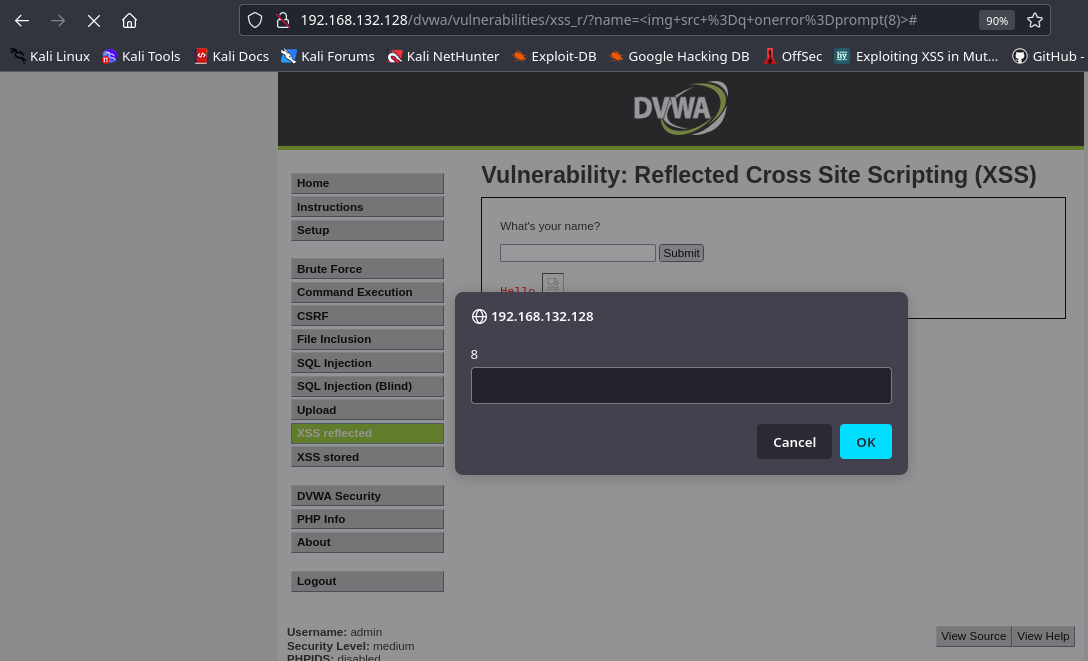 192.168.132.128/dvwa/vulnerabilities/xss_r/?name=<img+src+%3Dq+onerror%3Dprompt(8)>#
90%
Kali Linux Kali Tools Kali Docs Kali Forums Kali NetHunter Exploit-DB Google Hacking DB OffSec Exploiting XSS in Mut... GitHub -
DVWA
Vulnerability: Reflected Cross Site Scripting (XSS)
Home
Instructions
Setup
Brute Force
Command Execution
CSRF
File Inclusion
SQL Injection
SQL Injection (Blind)
Upload
XSS reflected
XSS stored
DVWA Security
PHP Info
About
Logout
What's your name?
Submit
Hello
192.168.132.128
8
Cancel OK
Username: admin
Security Level: medium
PHPIDS: disabled
View Source View Help